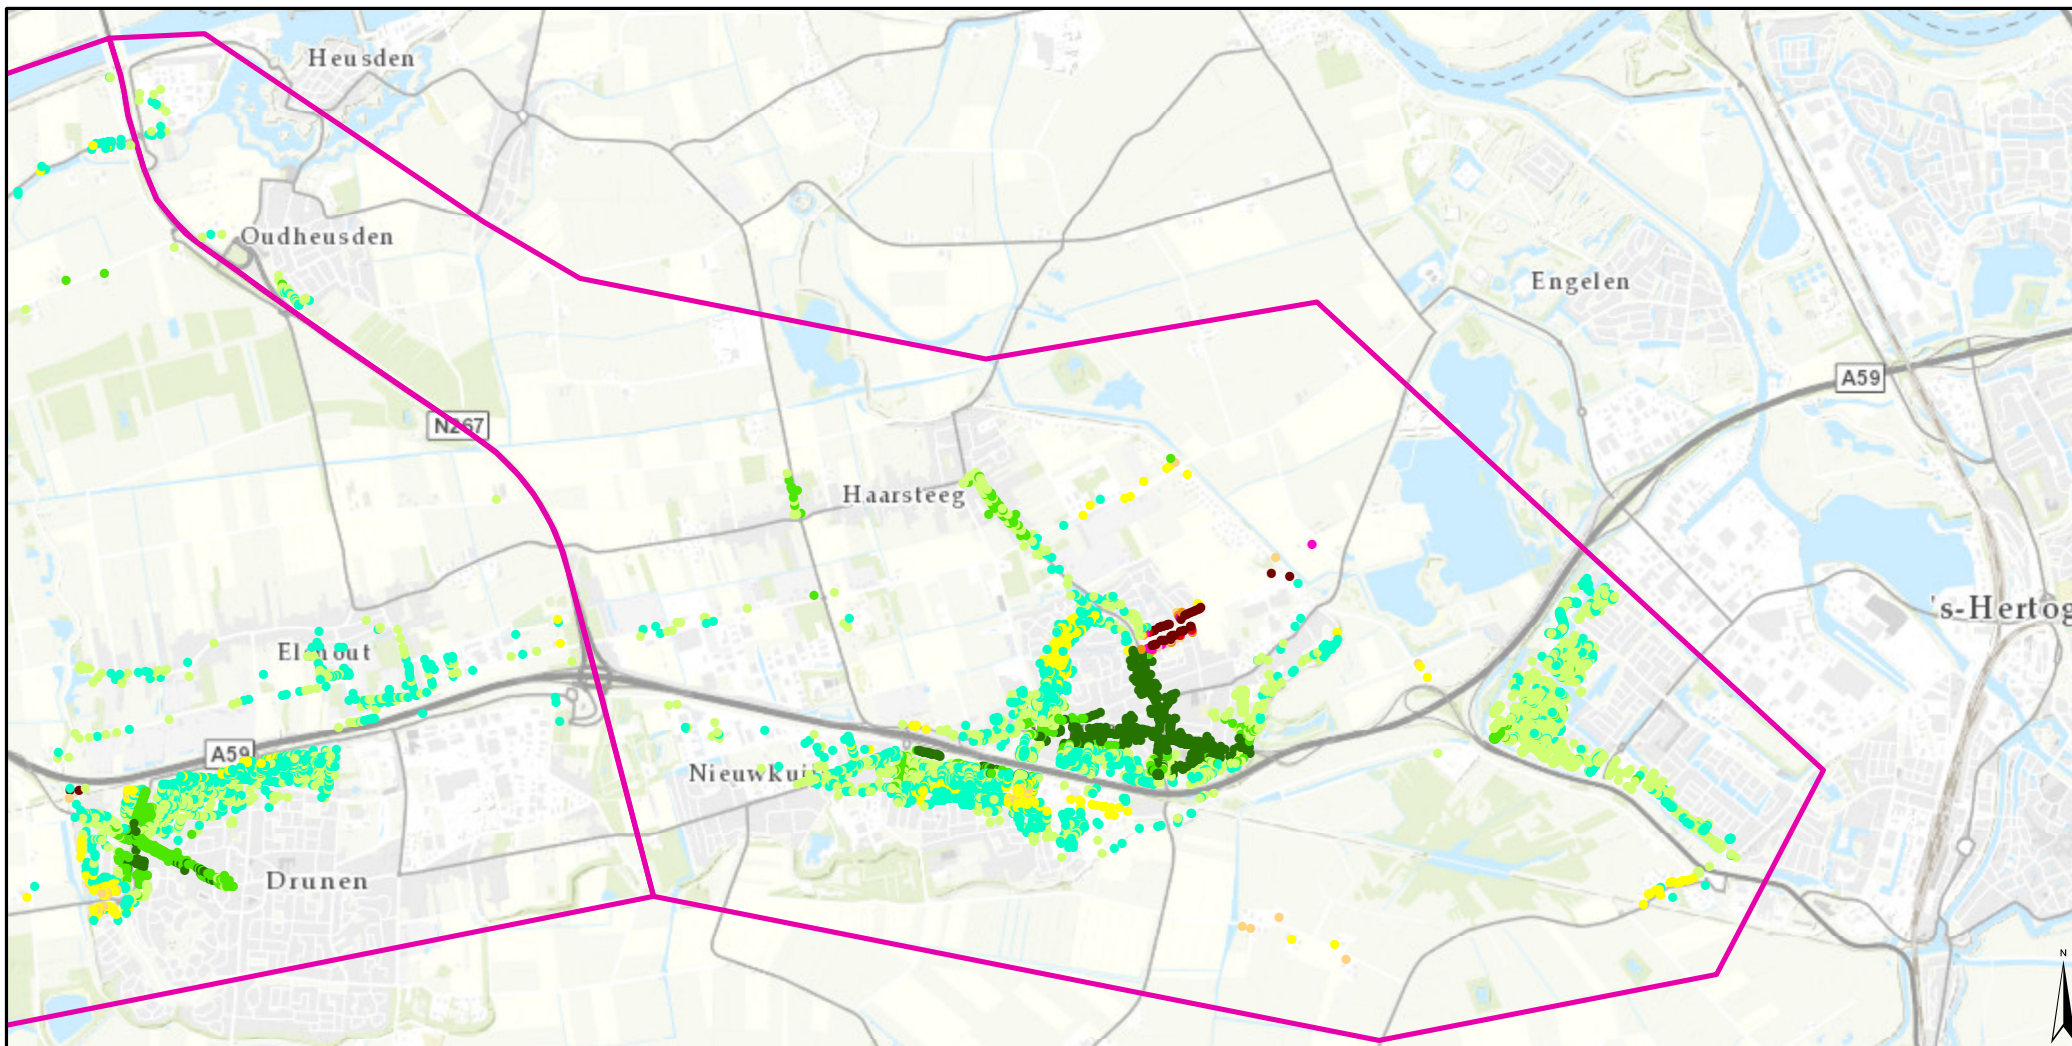 Heusden
Oudheusden
Engelen
A59
N267
Haarsteeg
's-Hertog
A59
Drunen
N